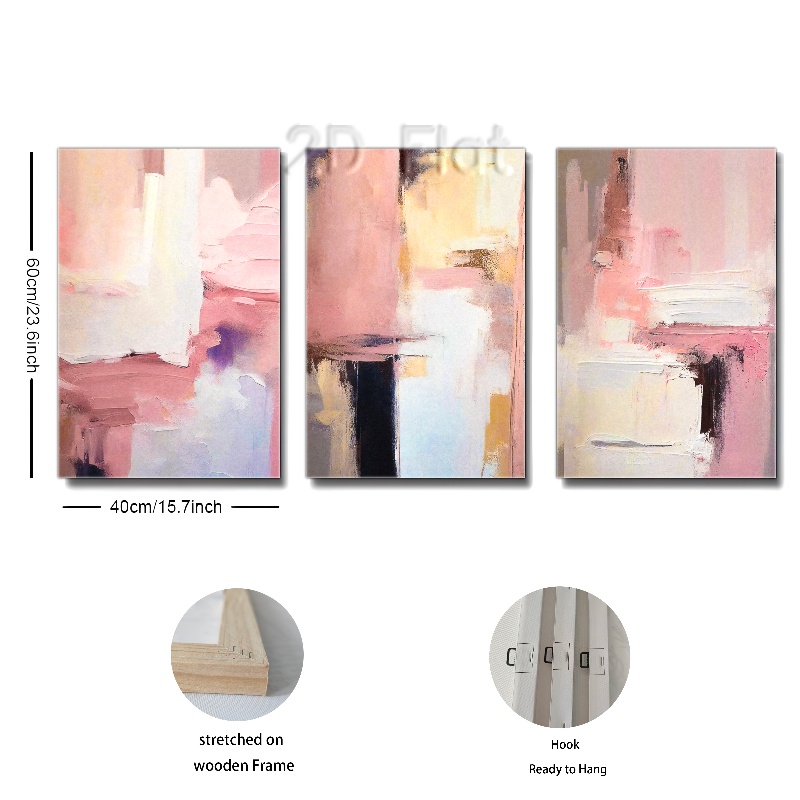 2D Flat
60cm/23.6inch
40cm/15.7inch
stretched on
wooden Frame
Hook
Ready to Hang